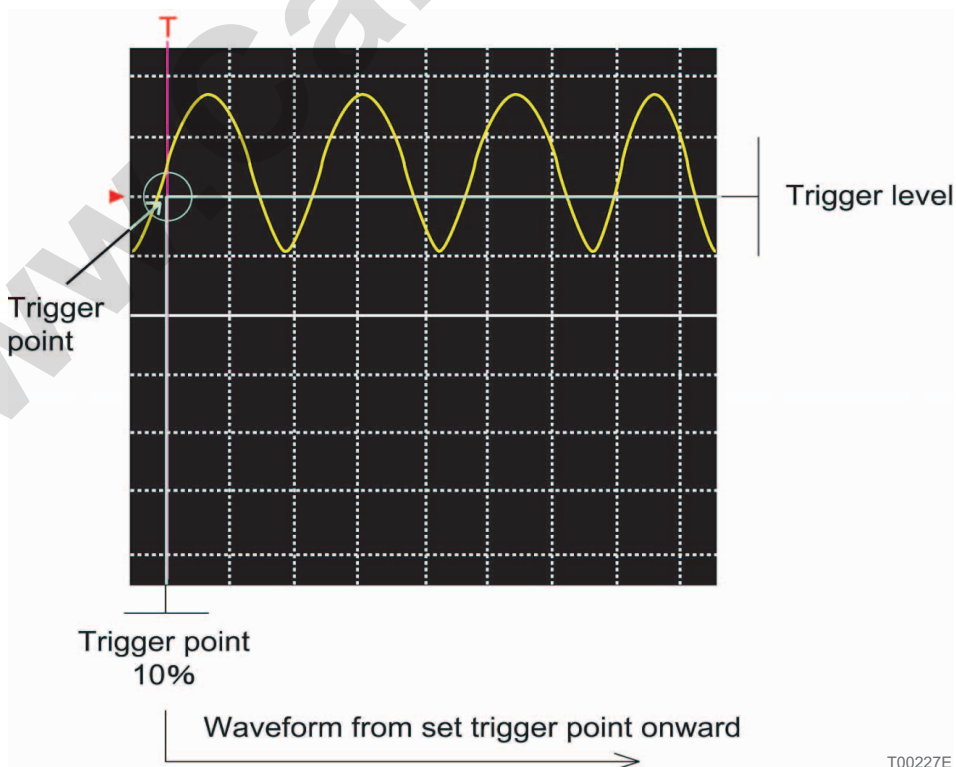 T
Trigger level
Trigger
point
Trigger point
10%
Waveform from set trigger point onward
T00227E